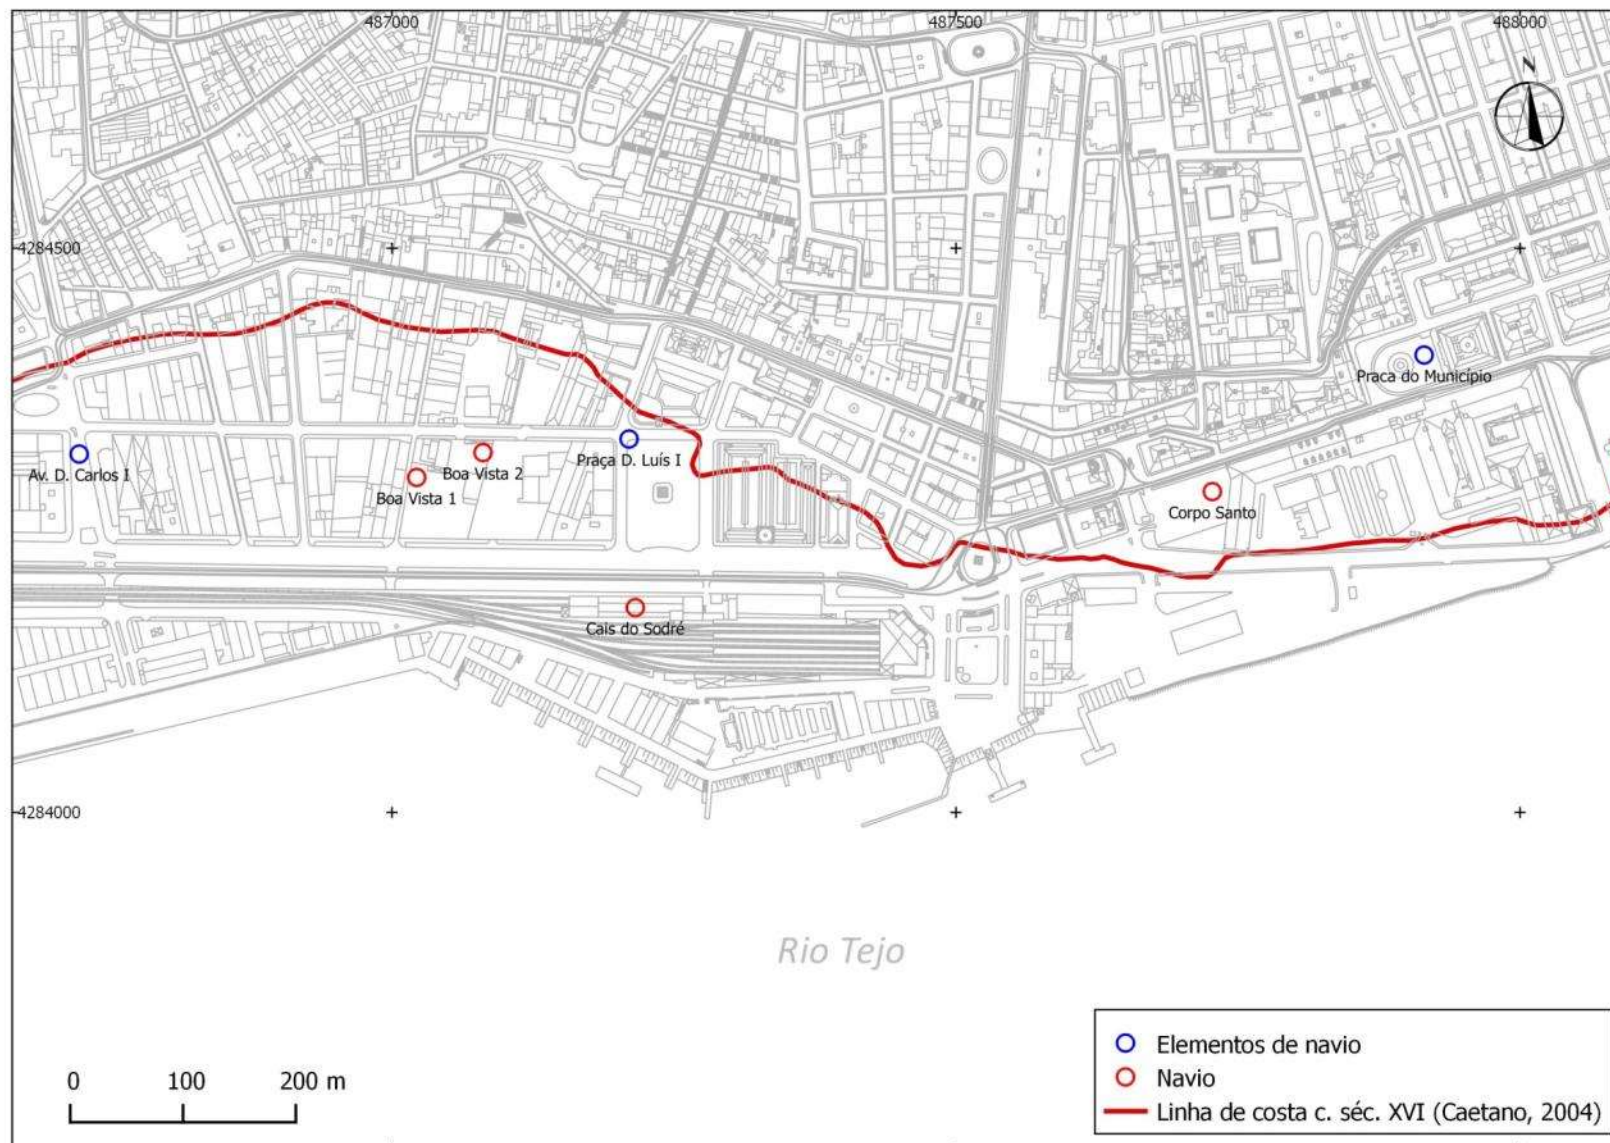 487000
487500
488000
N
4284500
Praca do Município
Av. D. Carlos I
Boa Vista 1
Boa Vista 2
Praça D. Luís I
Corpo Santo
Cais do Sodré
4284000
Rio Tejo
0 100 200 m
Elementos de navio
Navio
Linha de costa c. séc. XVI (Caetano, 2004)